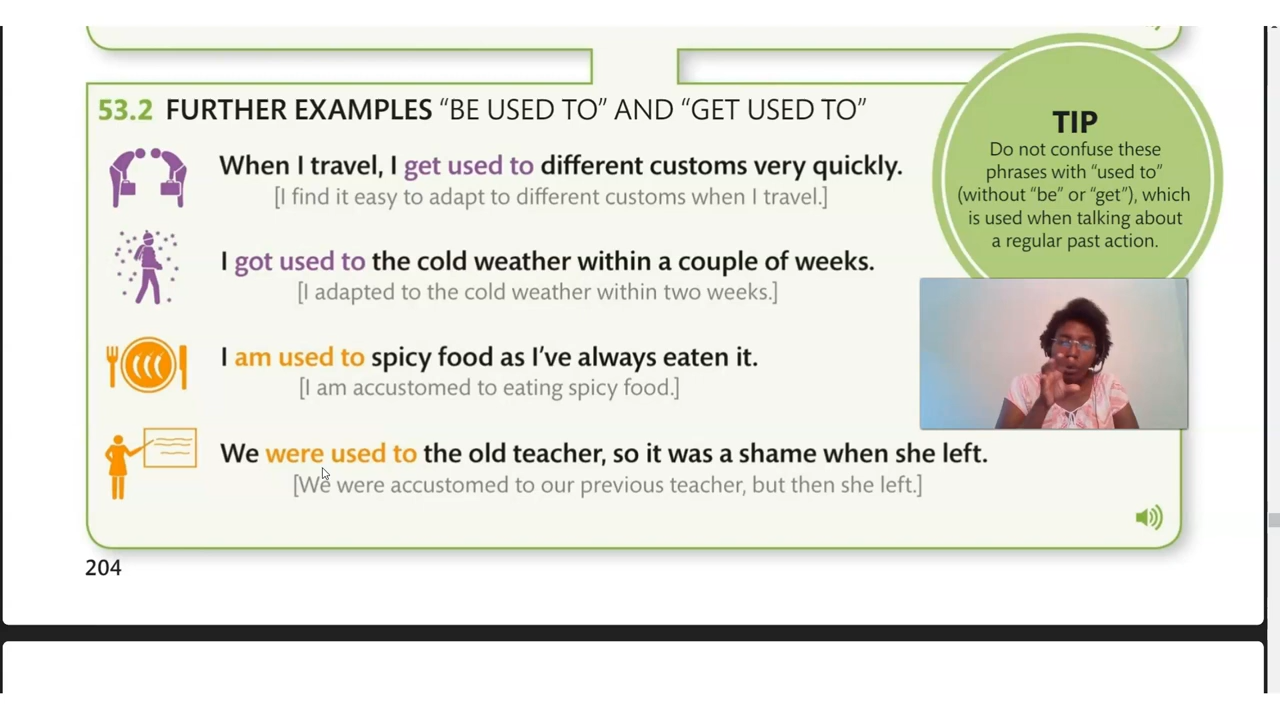 53.2 FURTHER EXAMPLES “BE USED TO” AND “GET USED TO”
When I travel, I get used to different customs very quickly.
[I find it easy to adapt to different customs when I travel.]
I got used to the cold weather within a couple of weeks.
[I adapted to the cold weather within two weeks.]
I am used to spicy food as I’ve always eaten it.
[I am accustomed to eating spicy food.]
We were used to the old teacher, so it was a shame when she left.
[We were accustomed to our previous teacher, but then she left.]
TIP
Do not confuse these
phrases with “used to”
(without “be” or “get”), which
is used when talking about
a regular past action.
204